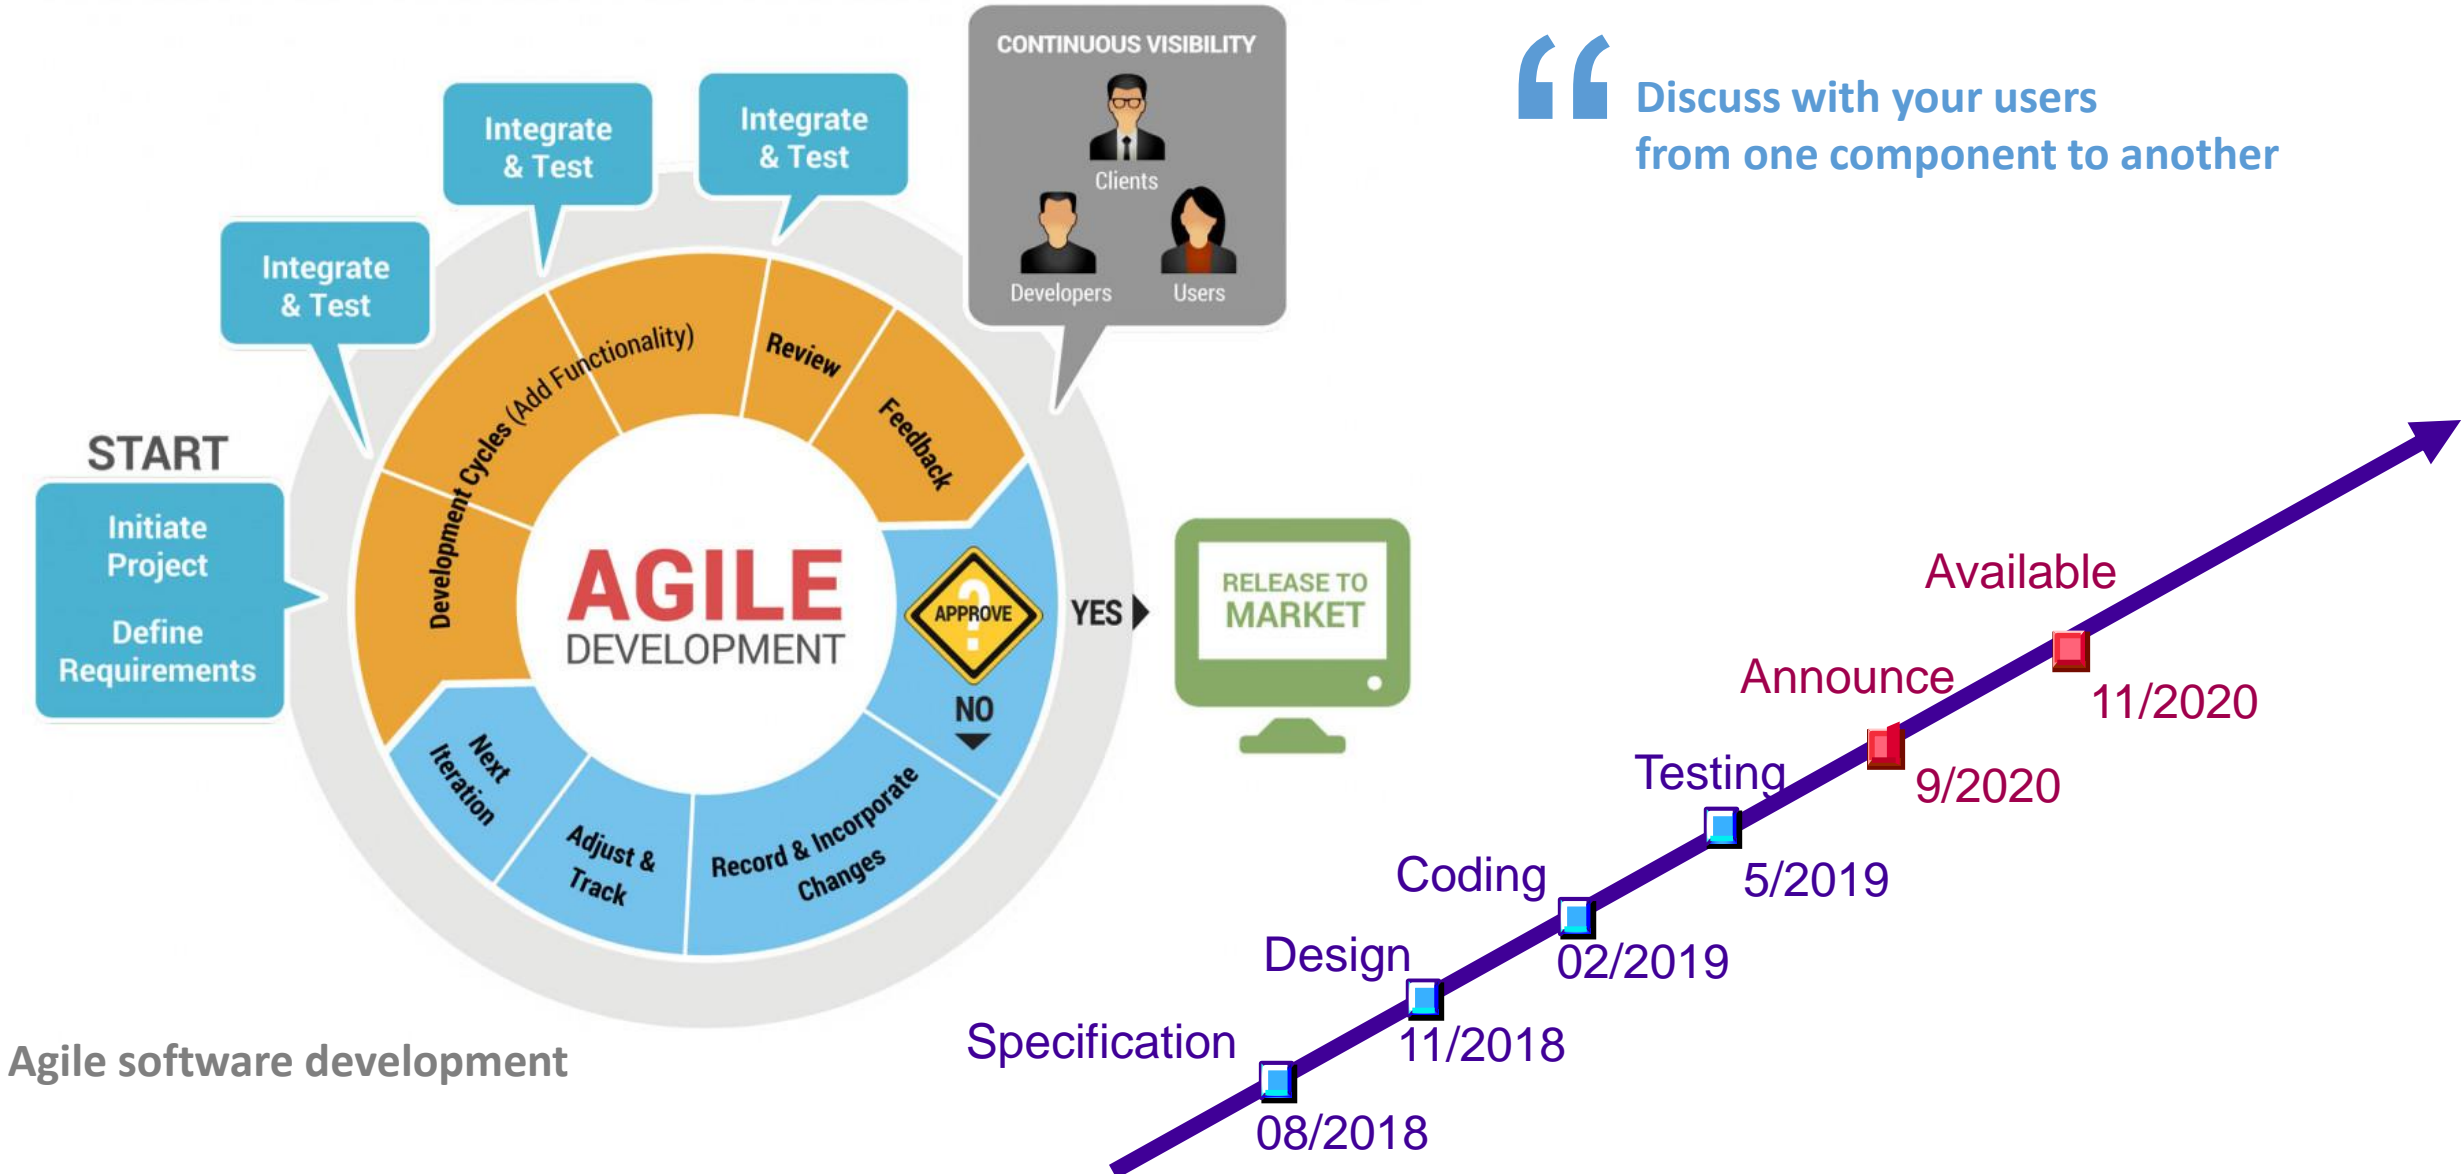 CONTINUOUS VISIBILITY
Clients
Developers
Users
“
Discuss with your users
from one component to another
Integrate
& Test
Integrate
& Test
Integrate
& Test
START
Initiate
Project
Define
Requirements
Development Cycles (Add Functionality)
Review
Feedback
AGILE
DEVELOPMENT
?
APPROVE
YES
NO
RELEASE TO
MARKET
Record & Incorporate
Changes
Adjust &
Track
Next
Iteration
Agile software development
Available
11/2020
Announce
9/2020
Testing
5/2019
Coding
02/2019
Design
11/2018
Specification
08/2018